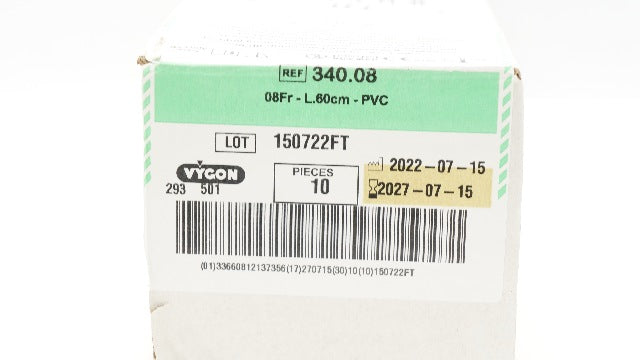 REF 340.08
08Fr - L.60cm - PVC
LOT 150722FT
VYGON
293 501
PIECES
10
2022-07-15
2027-07-15
(01)33660812137356(17)270715(30)10(10)150722FT